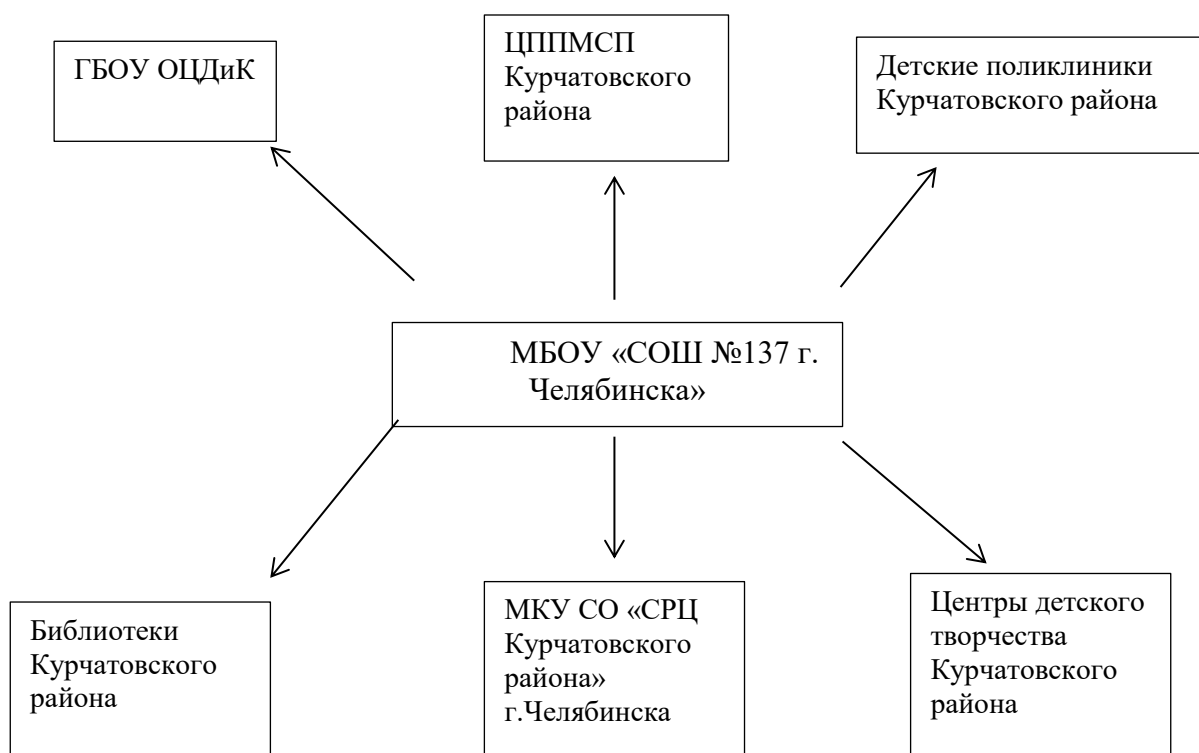 ГБОУ ОЦДиК
ЦППМСП
Курчатовского
района
Детские поликлиники
Курчатовского района
МБОУ «СОШ №137 г.
Челябинска»
Библиотеки
Курчатовского
района
МКУ СО «СРЦ
Курчатовского
района»
г.Челябинска
Центры детского
творчества
Курчатовского
района